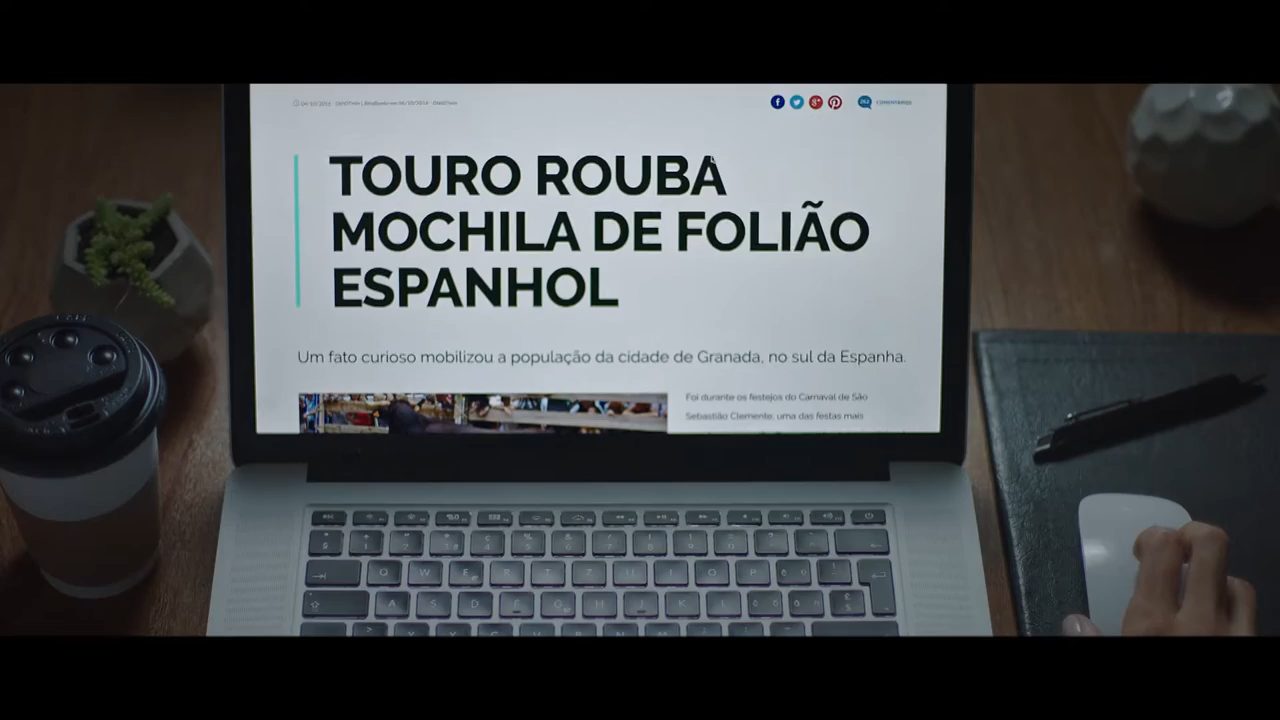 TOURO ROUBA
MOCHILA DE FOLIÃO
ESPANHOL
Um fato curioso mobilizou a população da cidade de Granada, no sul da Espanha.
Foi durante os festejos do Carnaval de São
Sebastião Clemente, uma das festas mais